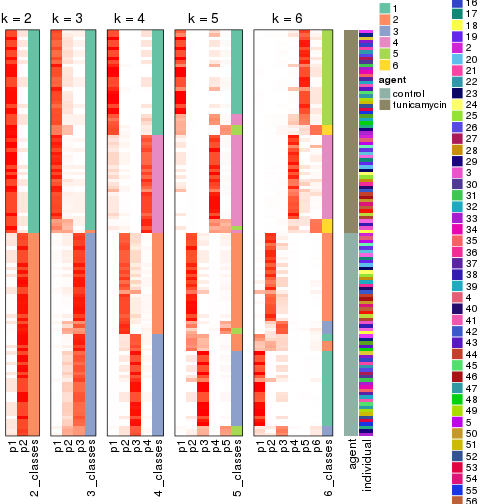 k = 2
k = 3
k = 4
k = 5
k = 6
p1
p2
2_classes
p1
p2
p3
3_classes
p1
p2
p3
p4
4_classes
p1
p2
p3
p4
p5
5_classes
p1
p2
p3
p4
p5
p6
6_classes
agent
individual
1
2
3
4
5
6
agent
control
tunicamycin
16
17
18
19
2
20
21
22
23
24
25
26
27
28
29
3
30
31
32
33
34
35
36
37
38
39
4
40
41
42
43
44
45
46
47
48
49
5
50
51
52
53
54
55
56